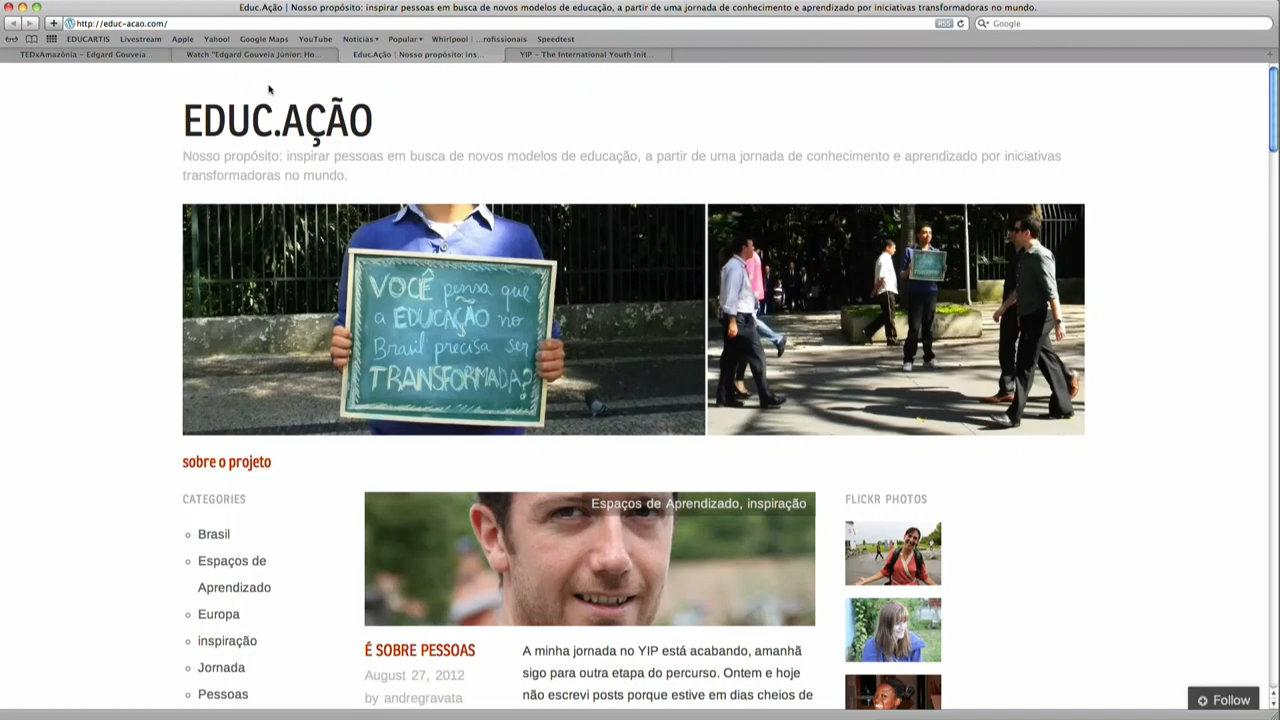 Educ.Ação | Nosso propósito: inspirar pessoas em busca de novos modelos de educação, a partir de uma jornada de conhecimento e aprendizado por iniciativas transformadoras no mundo.
http://educ-acao.com/
RSS
Google
EDUCARTIS Livestream Apple Yahoo! Google Maps YouTube Notícias Popular Whirlpool | ...rofissionais Speedtest
TEDxAmazônia – Edgard Gouveia... Watch "Edgard Gouveia Júnior: Ho... Educ.Ação | Nosso propósito: ins... YIP – The International Youth Init...
EDUC.AÇÃO
Nosso propósito: inspirar pessoas em busca de novos modelos de educação, a partir de uma jornada de conhecimento e aprendizado por iniciativas
transformadoras no mundo.
VOCÊ pensa que
a EDUCAÇÃO no
Brasil precisa ser
TRANSFORMADA?
sobre o projeto
CATEGORIES
Brasil
Espaços de
Aprendizado
Europa
inspiração
Jornada
Pessoas
Espaços de Aprendizado, inspiração
É SOBRE PESSOAS
August 27, 2012
by andregravata
A minha jornada no YIP está acabando, amanhã
sigo para outra etapa do percurso. Ontem e hoje
não escrevi posts porque estive em dias cheios de
FLICKR PHOTOS
Follow